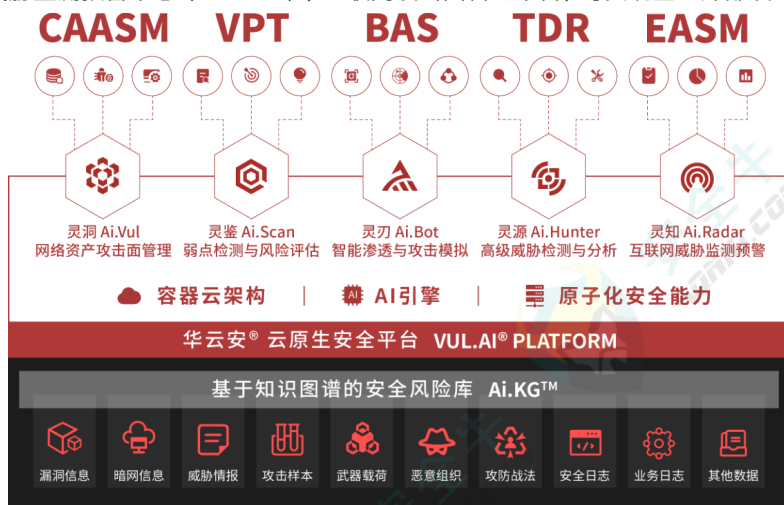 CAASM
VPT
BAS
TDR
EASM
灵洞 Ai.Vul
网络资产攻击面管理
灵鉴 Ai.Scan
弱点检测与风险评估
灵刃 Ai.Bot
智能渗透与攻击模拟
灵源 Ai.Hunter
高级威胁检测与分析
灵知 Ai.Radar
互联网威胁监测预警
容器云架构
AI
AI引擎
原子化安全能力
华云安® 云原生安全平台 VUL.AI® PLATFORM
基于知识图谱的安全风险库 Ai.KG™
漏洞信息
暗网信息
威胁情报
攻击样本
武器载荷
恶意组织
攻防战法
安全日志
业务日志
其他数据
安全牛